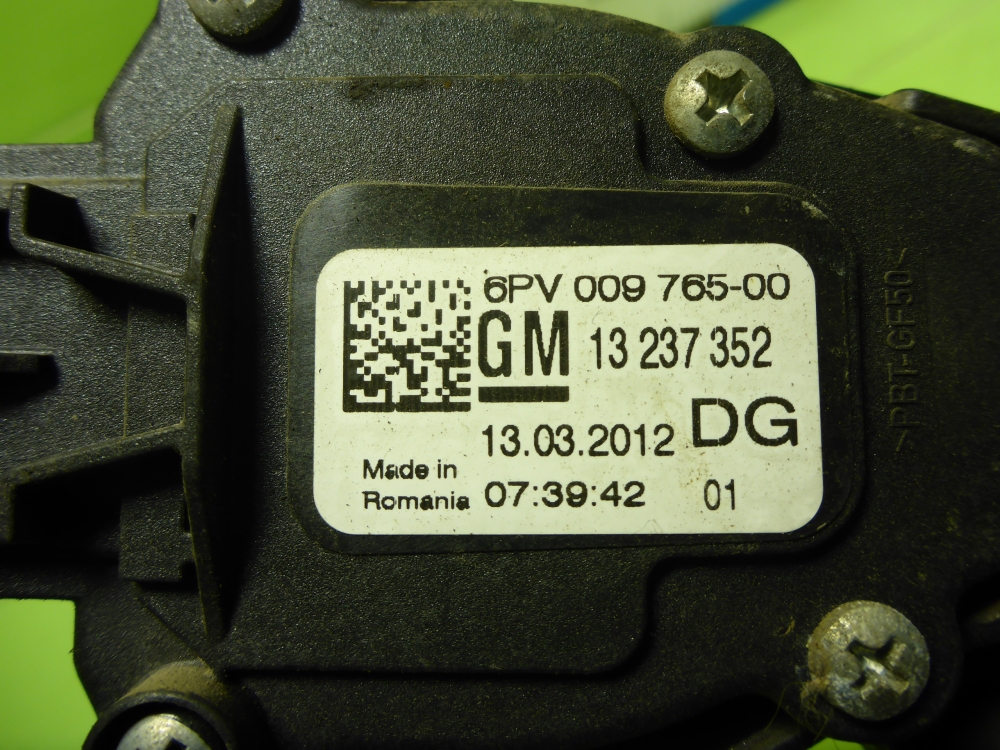 6PV 009 765-00
GM 13 237 352
13.03.2012 DG
Made in
Romania 07:39:42 01
>PBT-GF50<